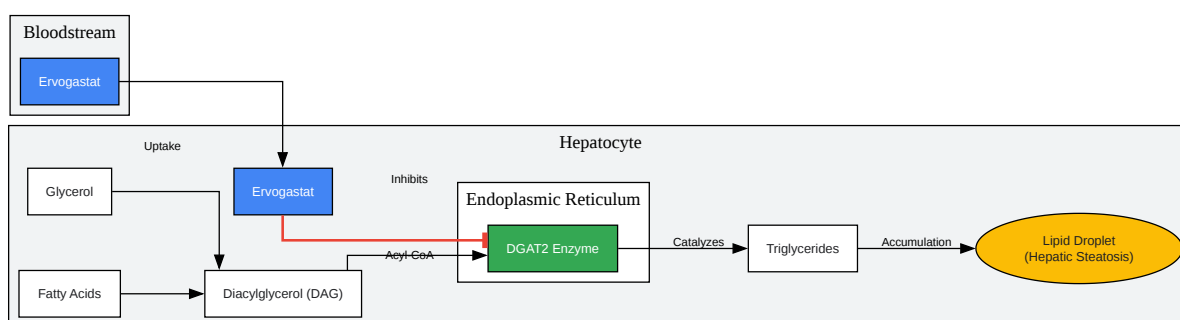 Bloodstream
Ervogastat
Hepatocyte
Uptake
Glycerol
Ervogastat
Inhibits
Endoplasmic Reticulum
DGAT2 Enzyme
Catalyzes
Triglycerides
Accumulation
Lipid Droplet
(Hepatic Steatosis)
Acyl-CoA
Fatty Acids
Diacylglycerol (DAG)